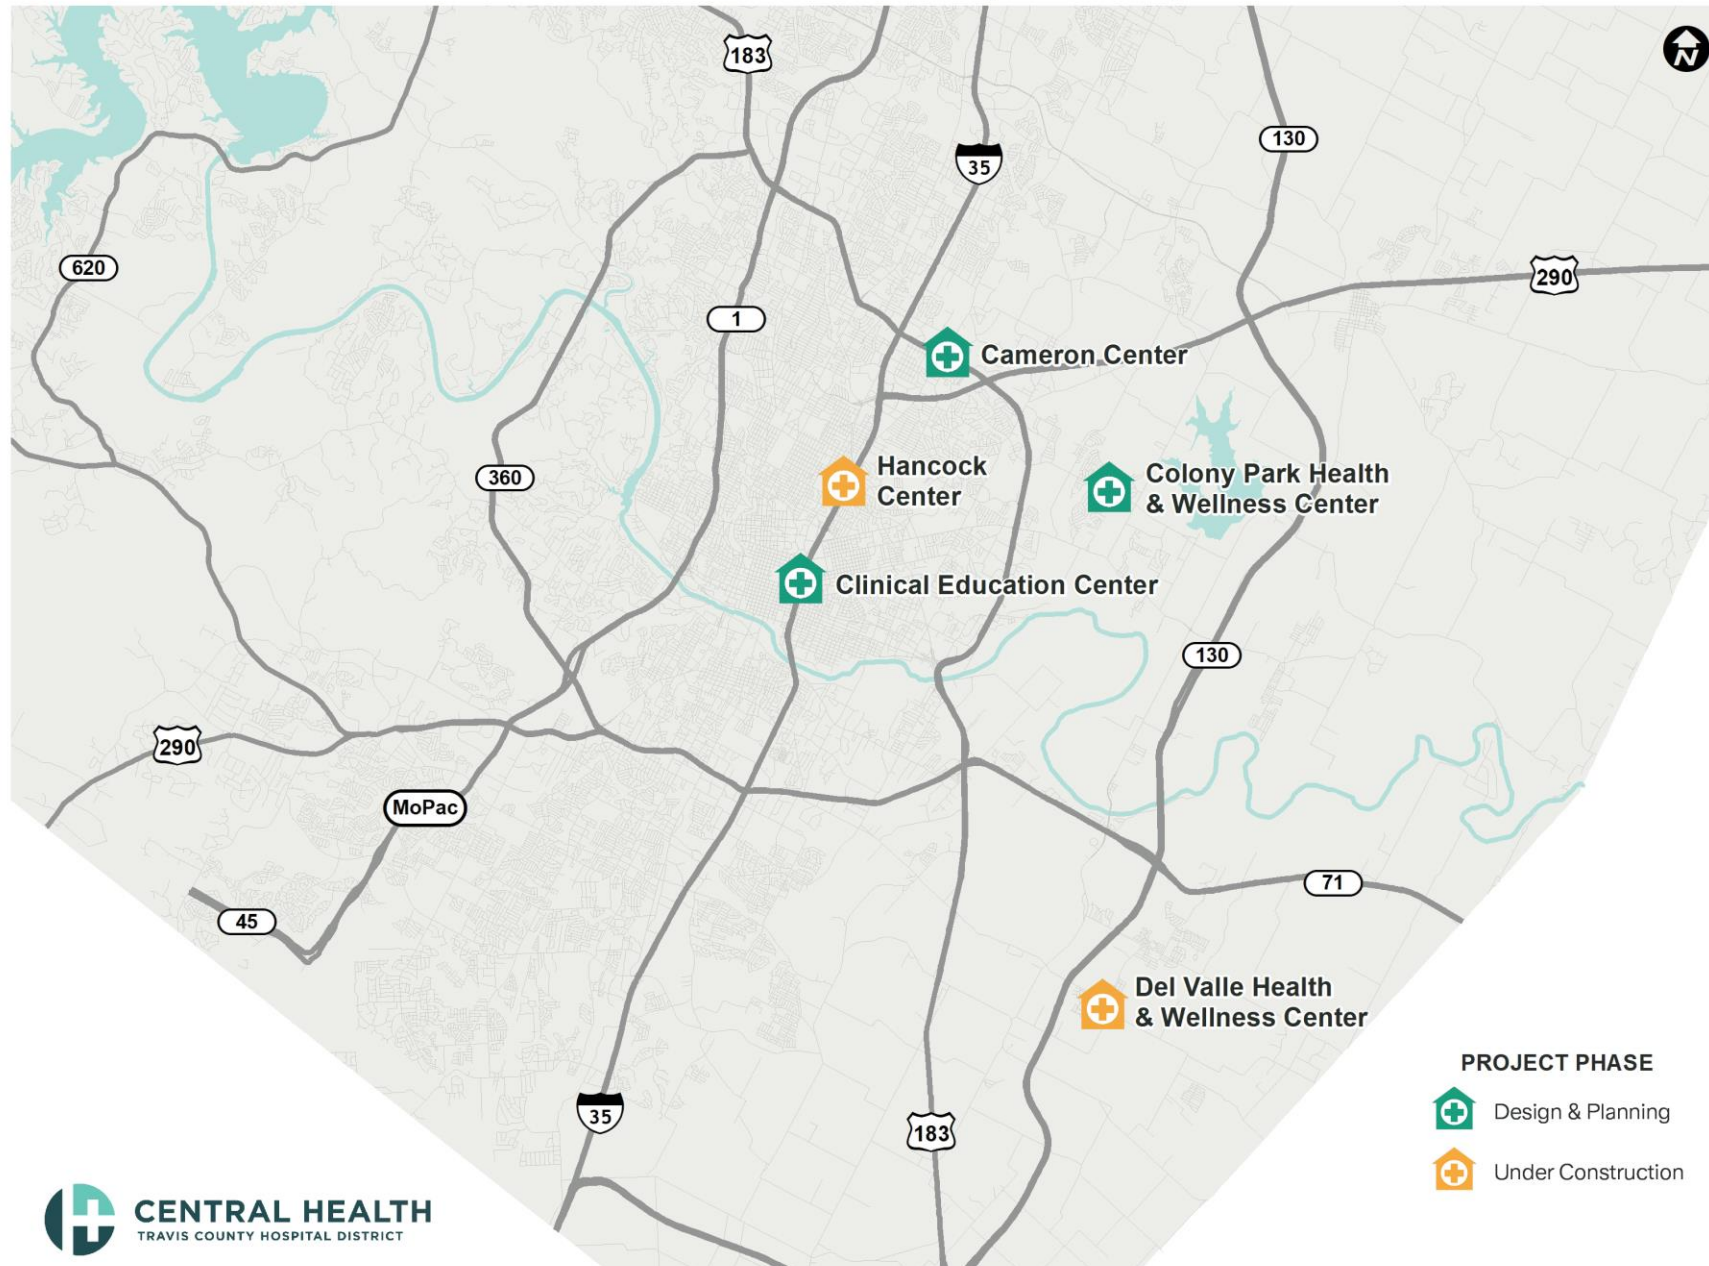 N
183
35
130
620
290
1
Cameron Center
360
Hancock
Center
Colony Park Health
& Wellness Center
Clinical Education Center
130
290
MoPac
71
45
Del Valle Health
& Wellness Center
35
183
PROJECT PHASE
Design & Planning
Under Construction
CENTRAL HEALTH
TRAVIS COUNTY HOSPITAL DISTRICT